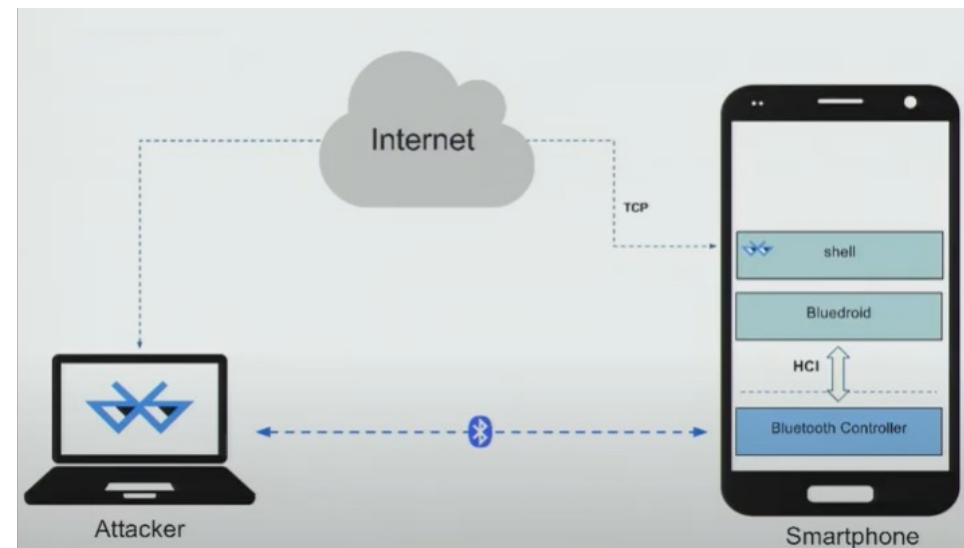 Internet
TCP
shell
Bluedroid
HCI
Bluetooth Controller
Attacker
Smartphone